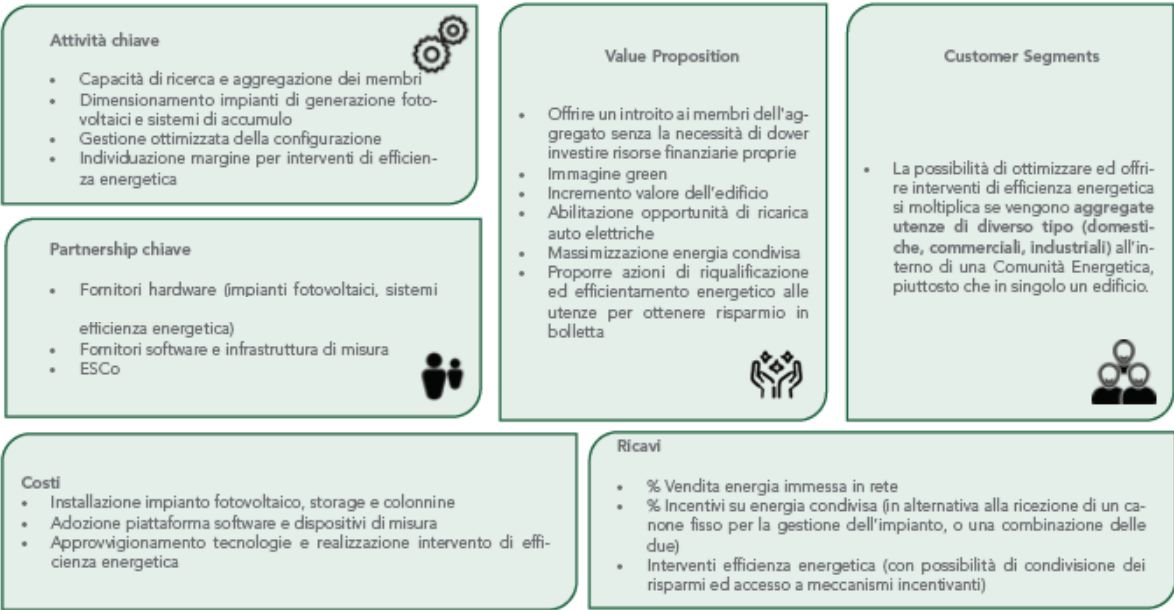 Attività chiave
• Capacità di ricerca e aggregazione dei membri
• Dimensionamento impianti di generazione foto-
voltaici e sistemi di accumulo
• Gestione ottimizzata della configurazione
• Individuazione margine per interventi di efficien-
za energetica
Partnership chiave
• Fornitori hardware (impianti fotovoltaici, sistemi
efficienza energetica)
• Fornitori software e infrastruttura di misura
• ESCo
Value Proposition
• Offrire un introito ai membri dell'ag-
gregato senza la necessità di dover
investire risorse finanziarie proprie
• Immagine green
• Incremento valore dell'edificio
• Abilitazione opportunità di ricarica
auto elettriche
• Massimizzazione energia condivisa
• Proporre azioni di riqualificazione
ed efficientamento energetico alle
utenze per ottenere risparmio in
bolletta
Customer Segments
• La possibilità di ottimizzare ed offri-
re interventi di efficienza energetica
si moltiplica se vengono aggregate
utenze di diverso tipo (domesti-
che, commerciali, industriali) all'in-
terno di una Comunità Energetica,
piuttosto che in singolo un edificio.
Costi
• Installazione impianto fotovoltaico, storage e colonnine
• Adozione piattaforma software e dispositivi di misura
• Approvvigionamento tecnologie e realizzazione intervento di effi-
cienza energetica
Ricavi
• % Vendita energia immessa in rete
• % Incentivi su energia condivisa (in alternativa alla ricezione di un ca-
none fisso per la gestione dell'impianto, o una combinazione delle
due)
• Interventi efficienza energetica (con possibilità di condivisione dei
risparmi ed accesso a meccanismi incentivanti)